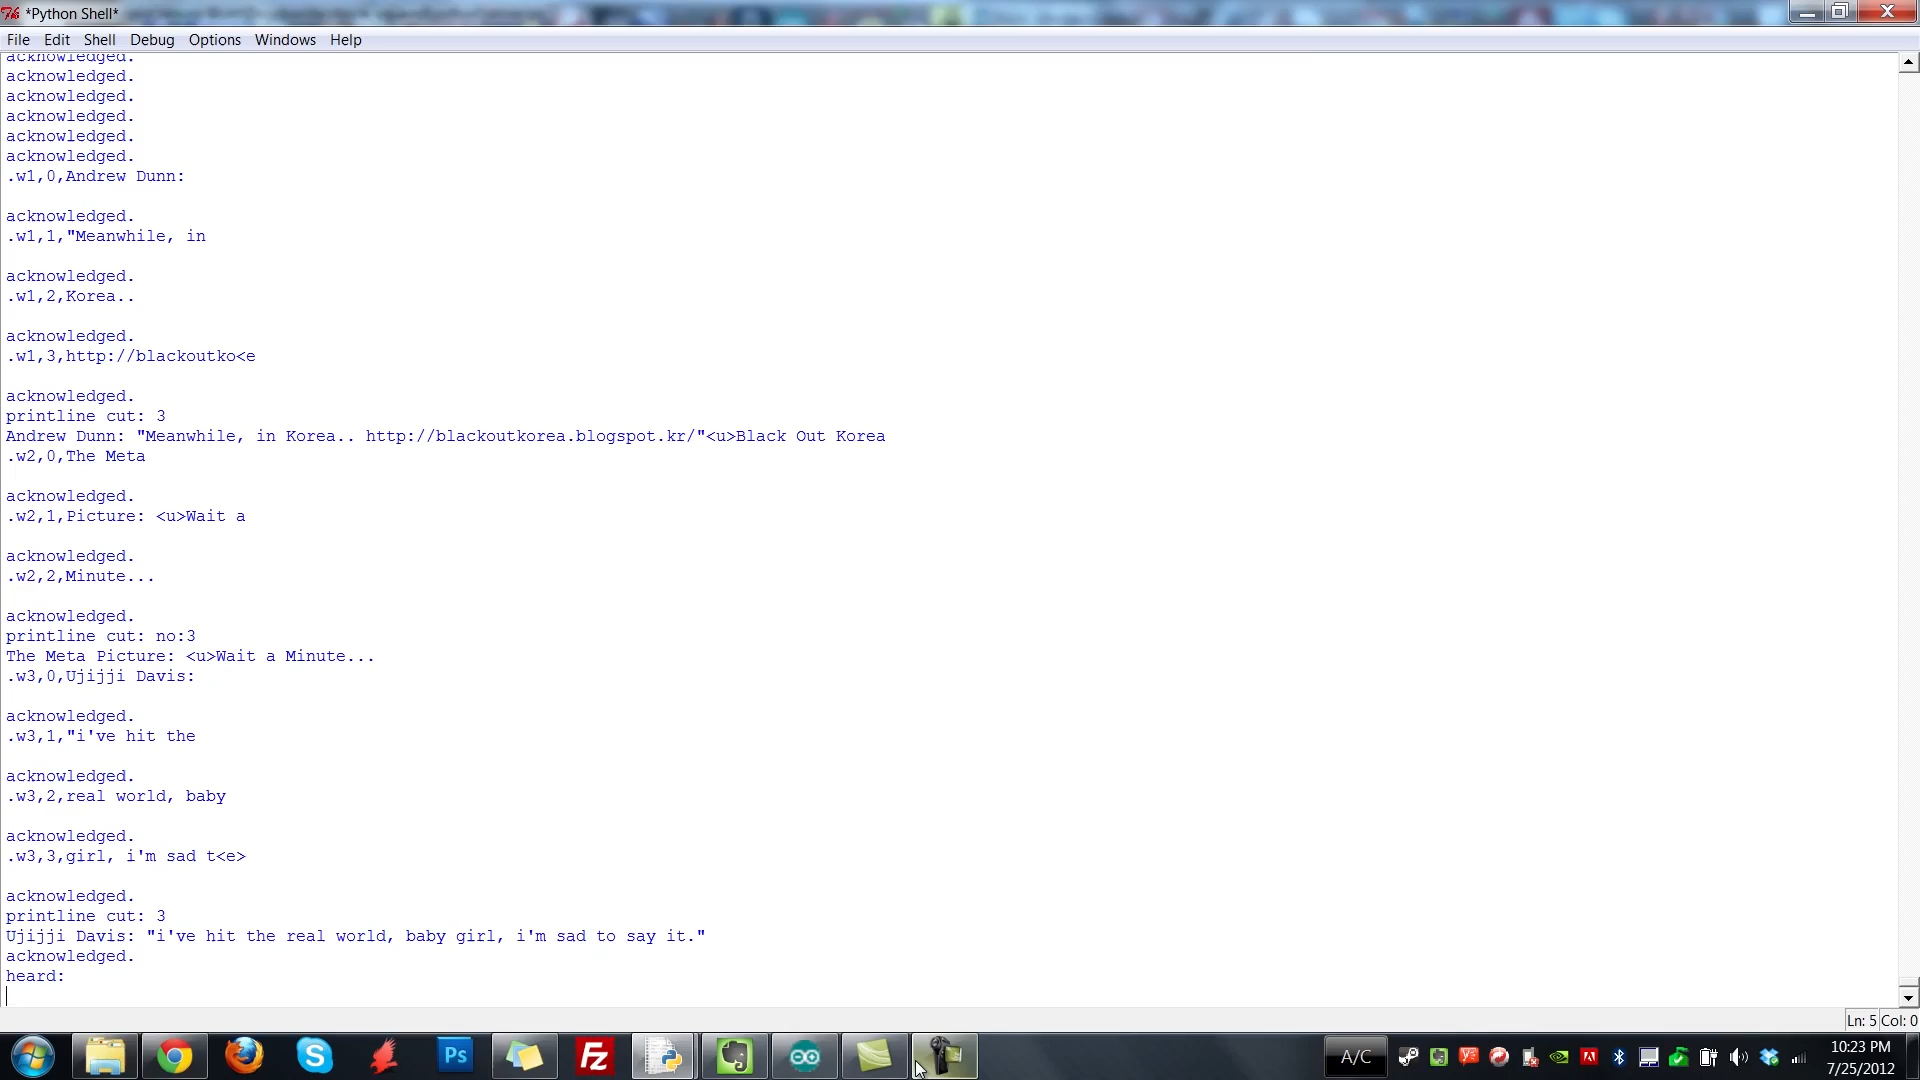 *Python Shell*
File Edit Shell Debug Options Windows Help
acknowledged.
acknowledged.
acknowledged.
acknowledged.
acknowledged.
acknowledged.
.w1,0,Andrew Dunn:
acknowledged.
.w1,1,"Meanwhile, in
acknowledged.
.w1,2,Korea..
acknowledged.
.w1,3,http://blackoutko<e
acknowledged.
printline cut: 3
Andrew Dunn: "Meanwhile, in Korea.. http://blackoutkorea.blogspot.kr/"<u>Black Out Korea
.w2,0,The Meta
acknowledged.
.w2,1,Picture: <u>Wait a
acknowledged.
.w2,2,Minute...
acknowledged.
printline cut: no:3
The Meta Picture: <u>Wait a Minute...
.w3,0,Ujijji Davis:
acknowledged.
.w3,1,"i've hit the
acknowledged.
.w3,2,real world, baby
acknowledged.
.w3,3,girl, i'm sad t<e>
acknowledged.
printline cut: 3
Ujijji Davis: "i've hit the real world, baby girl, i'm sad to say it."
acknowledged.
heard:
Ln: 5 Col: 0
Ps
Fz
A/C
10:23 PM
7/25/2012